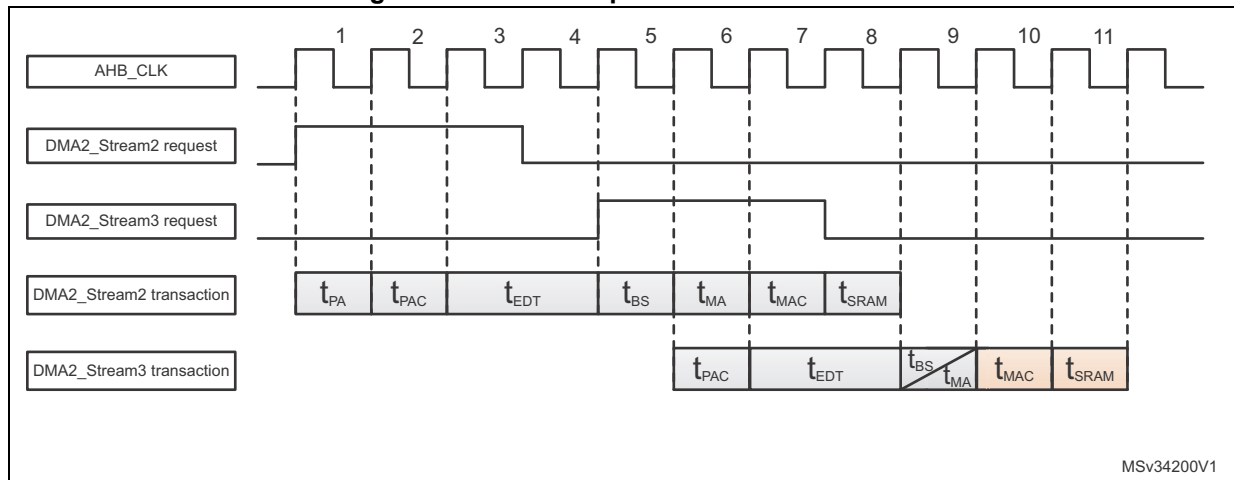 1 2 3 4 5 6 7 8 9 10 11
AHB_CLK
DMA2_Stream2 request
DMA2_Stream3 request
DMA2_Stream2 transaction tPA tPAC tEDT tBS tMA tMAC tSRAM
DMA2_Stream3 transaction tPAC tEDT tBS tMA tMAC tSRAM
MSv34200V1